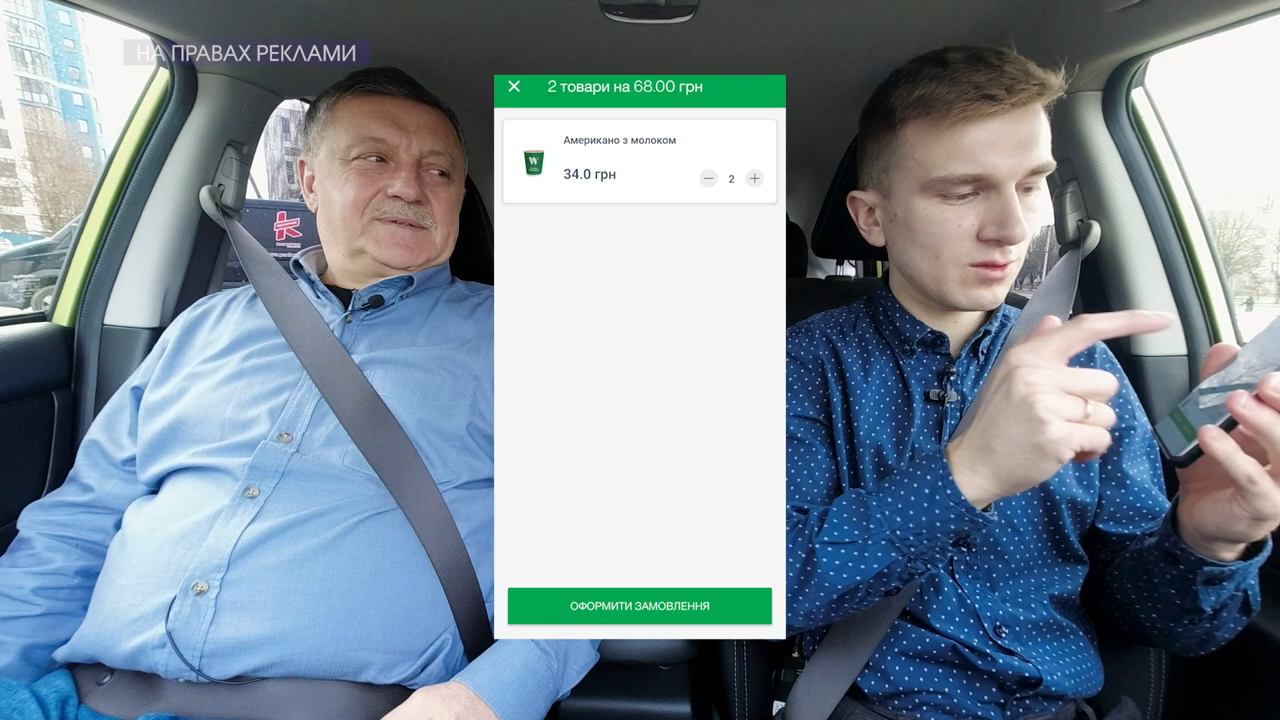 НА ПРАВАХ РЕКЛАМИ
2 товари на 68.00 грн
Американо з молоком
W
34.0 грн
2
ОФОРМИТИ ЗАМОВЛЕННЯ